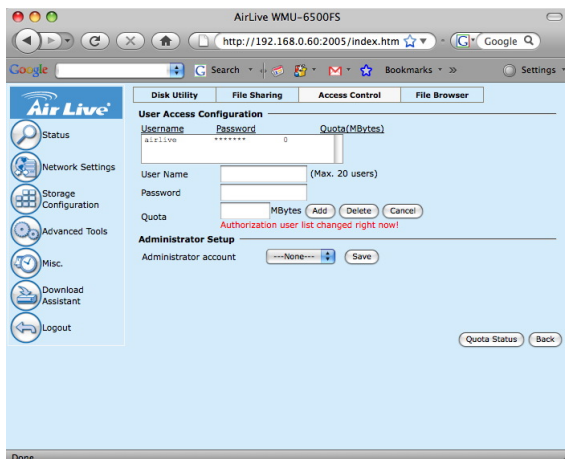 AirLive WMU-6500FS
http://192.168.0.60:2005/index.htm
Google
Google
Search
Bookmarks
»
Settings
Air Live
Disk Utility File Sharing Access Control File Browser
Status
Network Settings
Storage Configuration
Advanced Tools
Misc.
Download Assistant
Logout
User Access Configuration
Username Password Quota(MBytes)
airlive ******* 0
User Name (Max. 20 users)
Password
Quota MBytes Add Delete Cancel
Authorization user list changed right now!
Administrator Setup
Administrator account ---None--- Save
Quota Status Back
Done